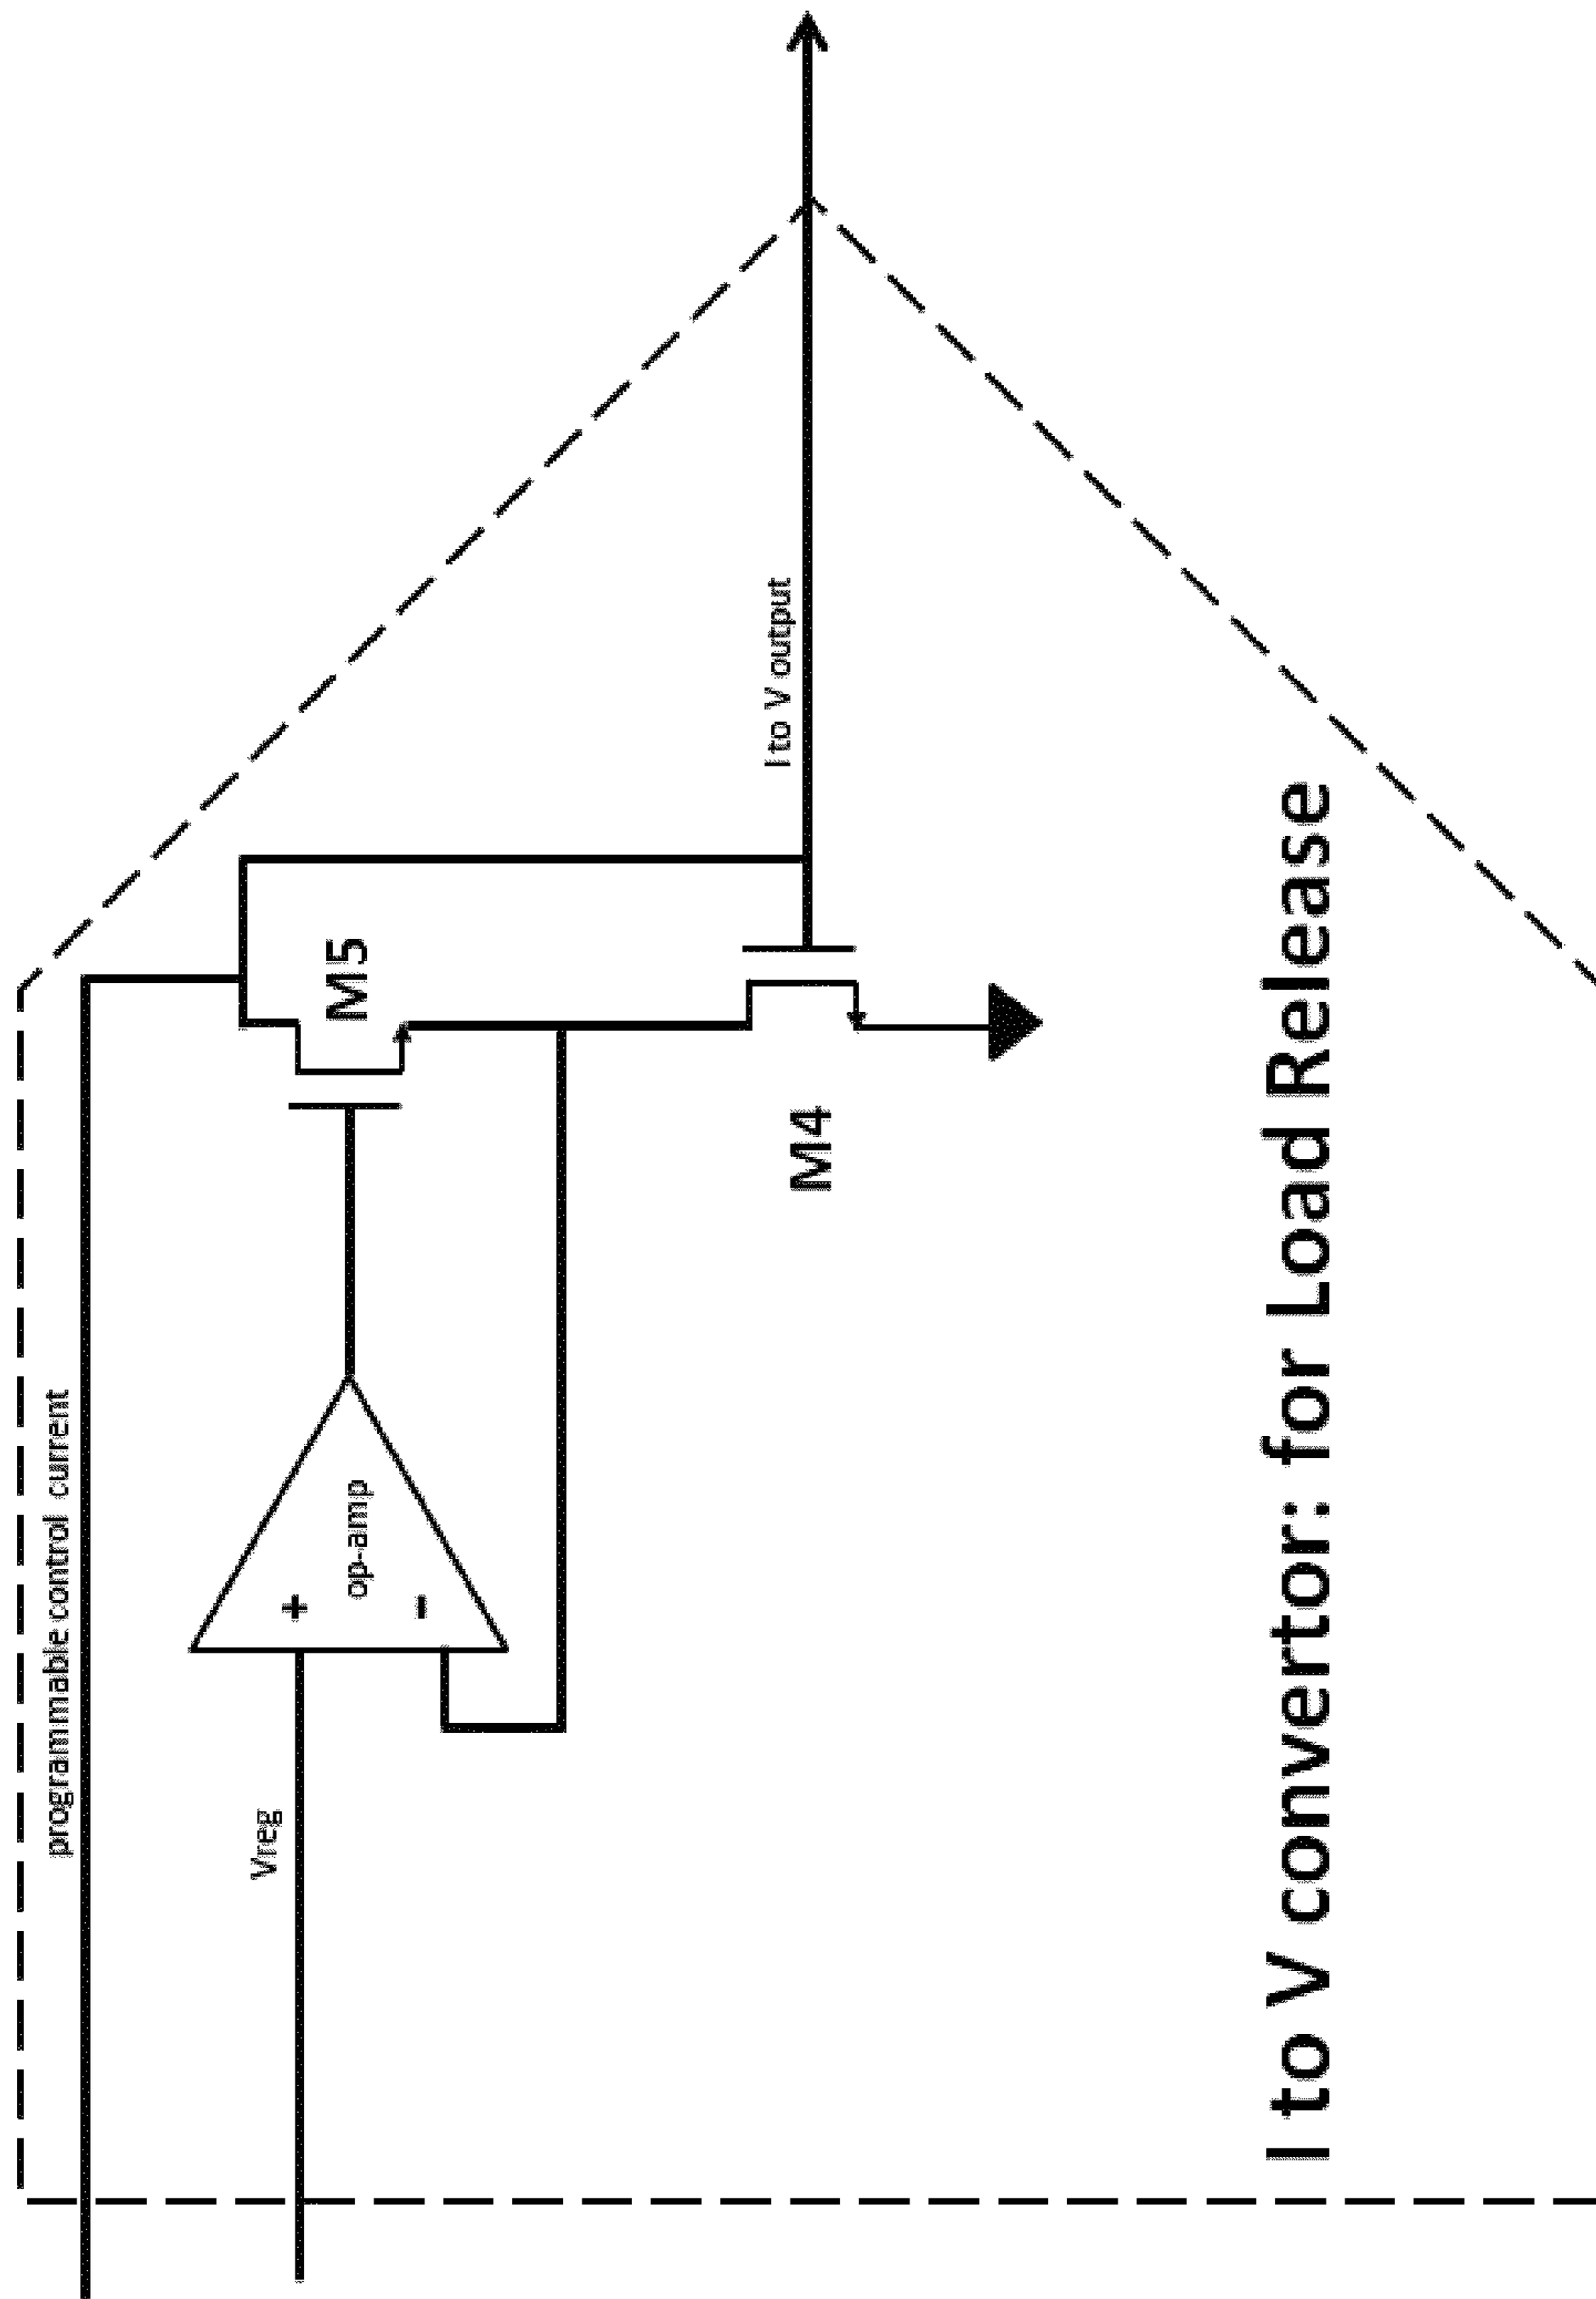 programmable control current
Vreg
+
op-amp
-
M5
M4
I to V output
I to V convertor: for Load Release